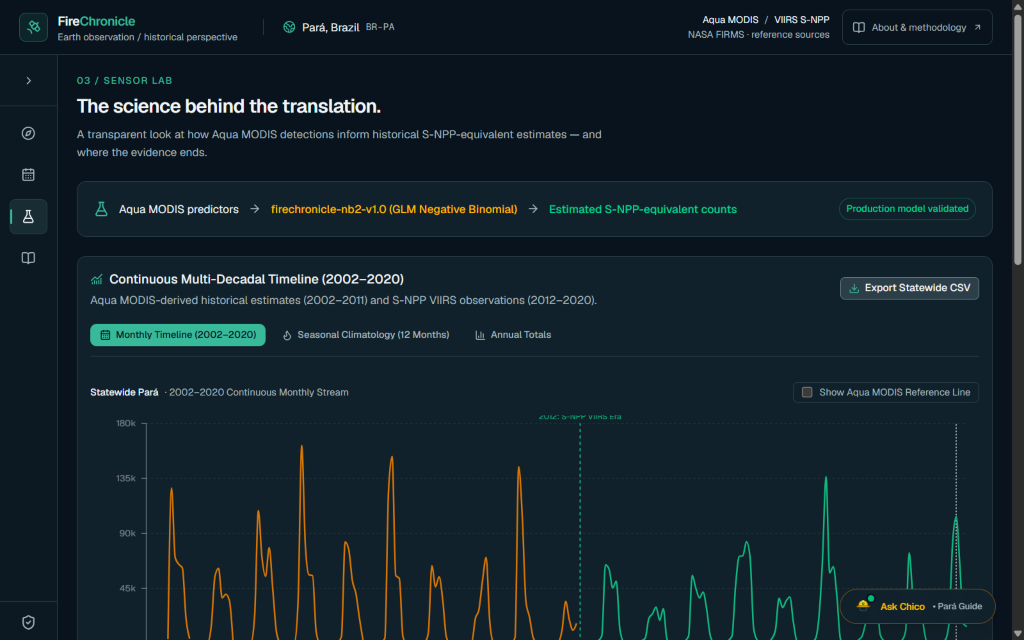 FireChronicle
Earth observation / historical perspective
Pará, Brazil BR-PA
Aqua MODIS / VIIRS S-NPP
NASA FIRMS · reference sources
About & methodology ↗
03 / SENSOR LAB
The science behind the translation.
A transparent look at how Aqua MODIS detections inform historical S-NPP-equivalent estimates — and
where the evidence ends.
Aqua MODIS predictors → firechronicle-nb2-v1.0 (GLM Negative Binomial) → Estimated S-NPP-equivalent counts
Production model validated
Continuous Multi-Decadal Timeline (2002–2020)
Aqua MODIS-derived historical estimates (2002–2011) and S-NPP VIIRS observations (2012–2020).
Export Statewide CSV
Monthly Timeline (2002–2020)
Seasonal Climatology (12 Months)
Annual Totals
Statewide Pará · 2002–2020 Continuous Monthly Stream
Show Aqua MODIS Reference Line
2012: S-NPP VIIRS Era
180k
135k
90k
45k
Ask Chico • Pará Guide